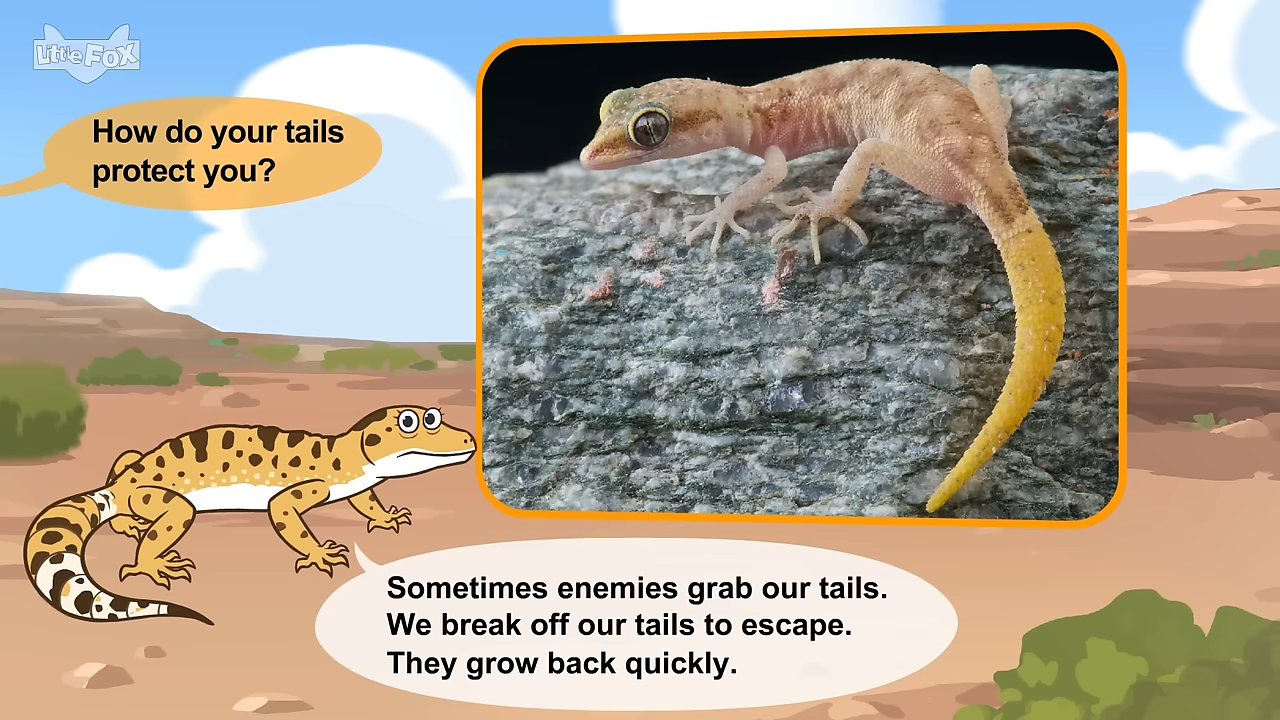 Little Fox
How do your tails
protect you?
Sometimes enemies grab our tails.
We break off our tails to escape.
They grow back quickly.